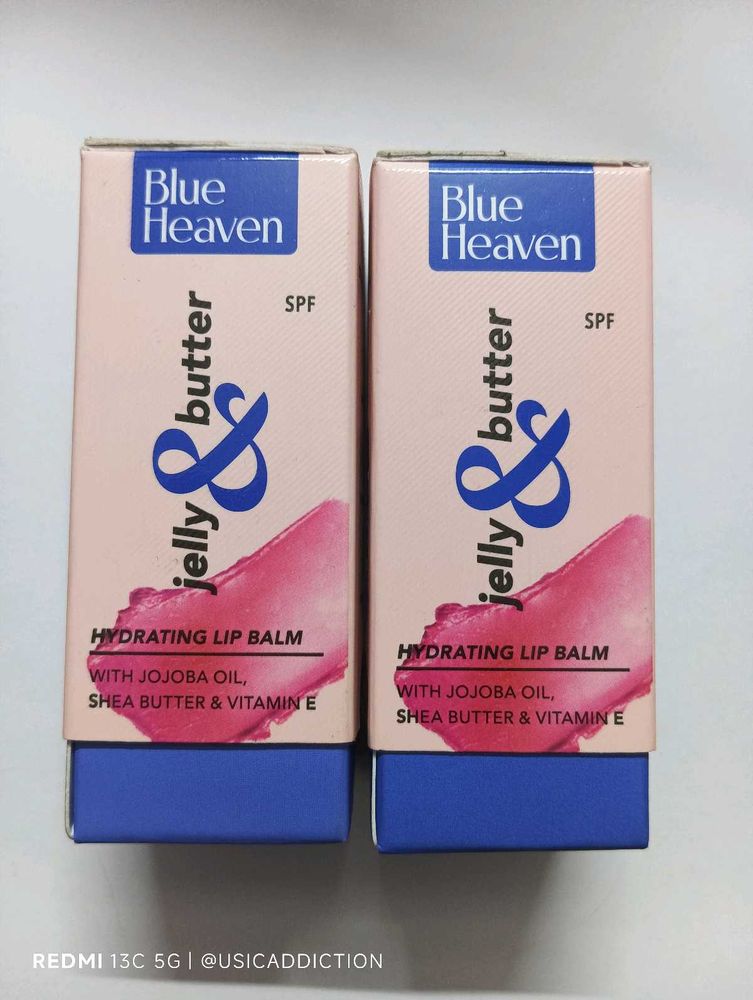 Blue
Heaven
SPF
jelly & butter
HYDRATING LIP BALM
WITH JOJOBA OIL,
SHEA BUTTER & VITAMIN E
Blue
Heaven
SPF
jelly & butter
HYDRATING LIP BALM
WITH JOJOBA OIL,
SHEA BUTTER & VITAMIN E
REDMI 13C 5G | @USICADDICTION